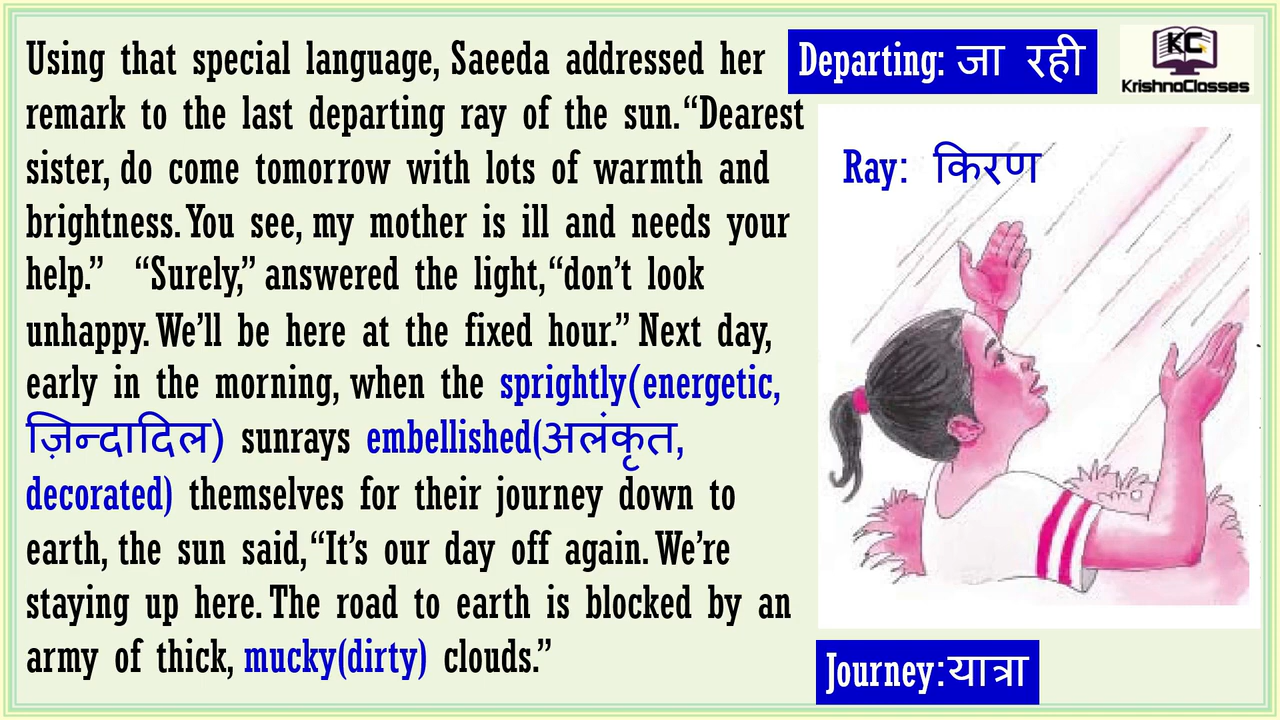 Using that special language, Saeeda addressed her
remark to the last departing ray of the sun.“Dearest
sister, do come tomorrow with lots of warmth and
brightness. You see, my mother is ill and needs your
help.” “Surely,” answered the light,“don’t look
unhappy. We’ll be here at the fixed hour.” Next day,
early in the morning, when the sprightly(energetic,
ज़िन्दादिल) sunrays embellished(अलंकृत,
decorated) themselves for their journey down to
earth, the sun said,“It’s our day off again. We’re
staying up here. The road to earth is blocked by an
army of thick, mucky(dirty) clouds.”
Departing: जा रही
KC
KrishnoClasses
Ray: किरण
Journey:यात्रा